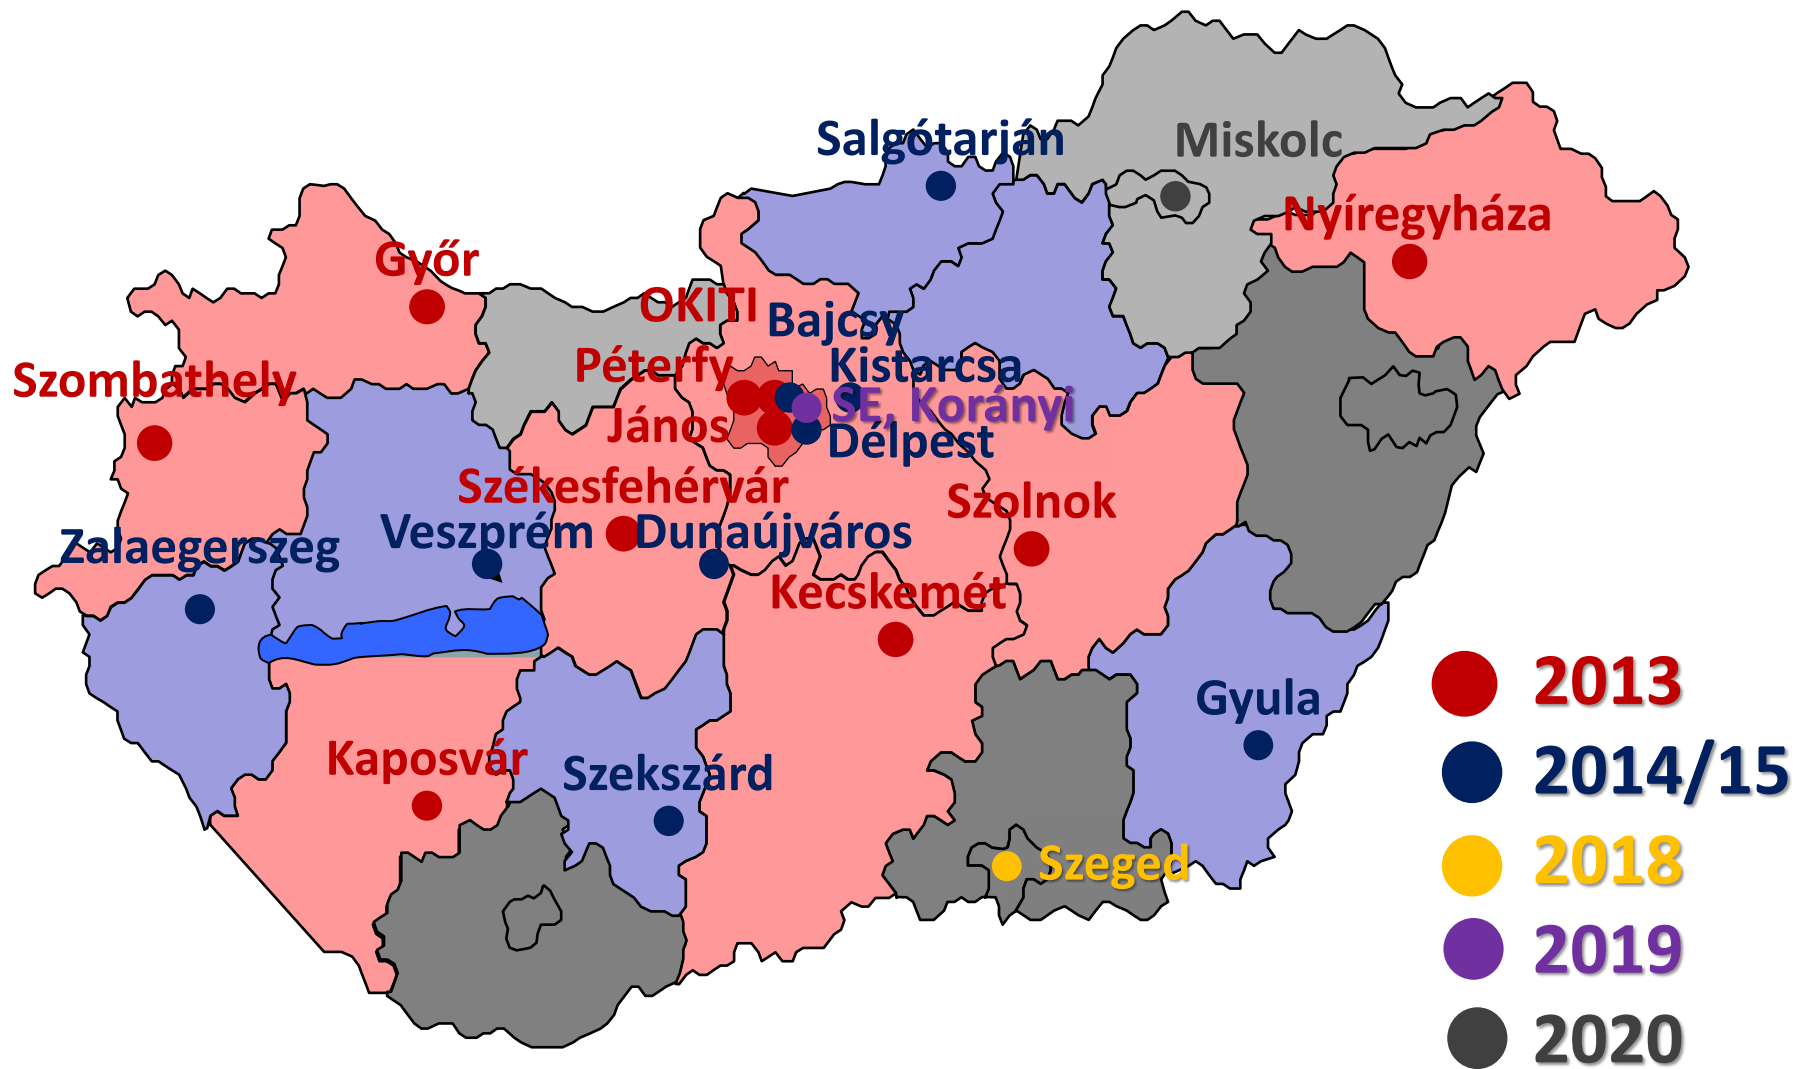 Salgótarján
Miskolc
Nyíregyháza
Győr
OKITI
Bajcsy
Péterfy
Kistarcsa
Szombathely
SE, Korányi
János
Délpest
Székesfehérvár
Szolnok
Zalaegerszeg
Veszprém
Dunaújváros
Kecskemét
Gyula
Kaposvár
Szekszárd
Szeged
2013
2014/15
2018
2019
2020